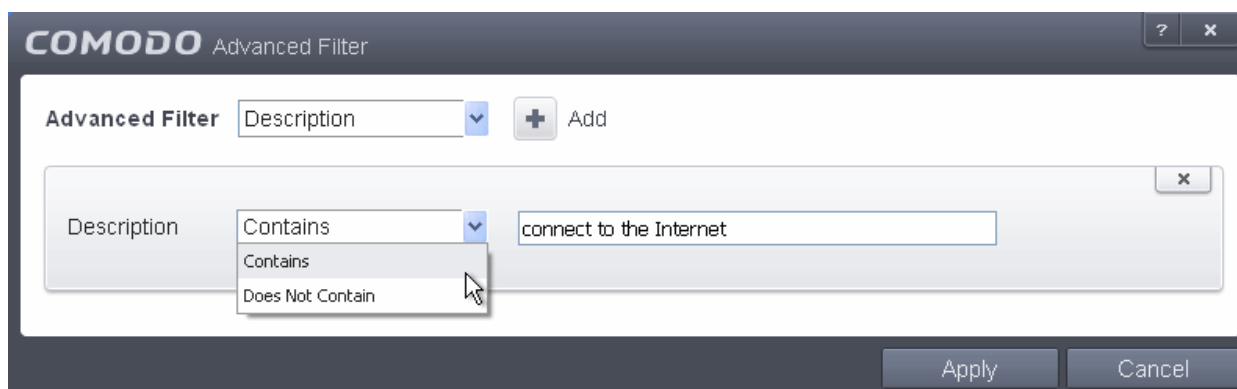 COMODO Advanced Filter
? x
Advanced Filter Description + Add
x
Description Contains connect to the Internet
Contains
Does Not Contain
Apply Cancel